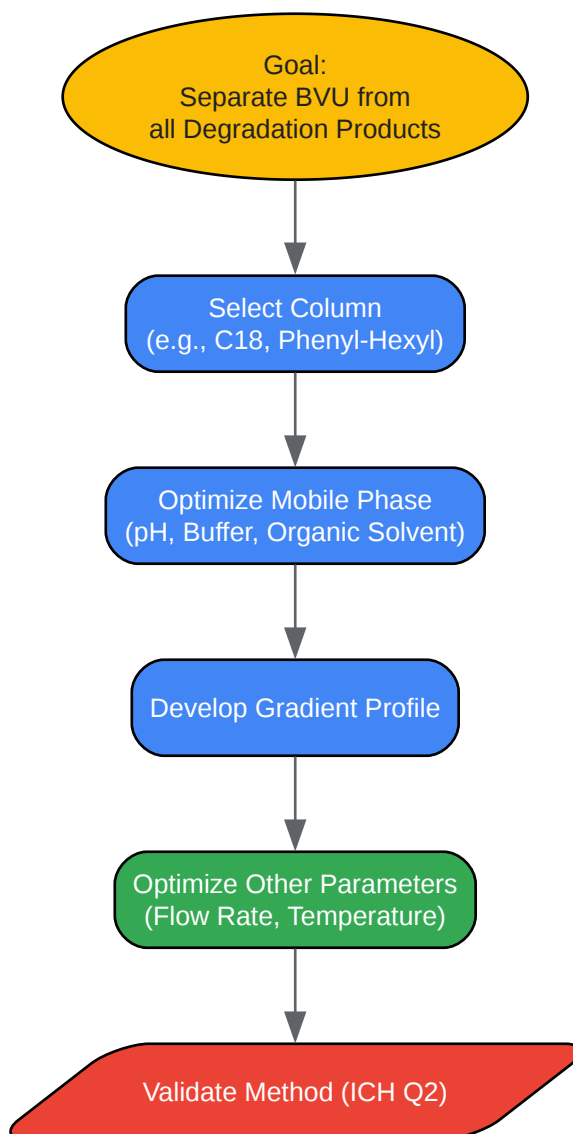 Goal:
Separate BVU from
all Degradation Products
Select Column
(e.g., C18, Phenyl-Hexyl)
Optimize Mobile Phase
(pH, Buffer, Organic Solvent)
Develop Gradient Profile
Optimize Other Parameters
(Flow Rate, Temperature)
Validate Method (ICH Q2)